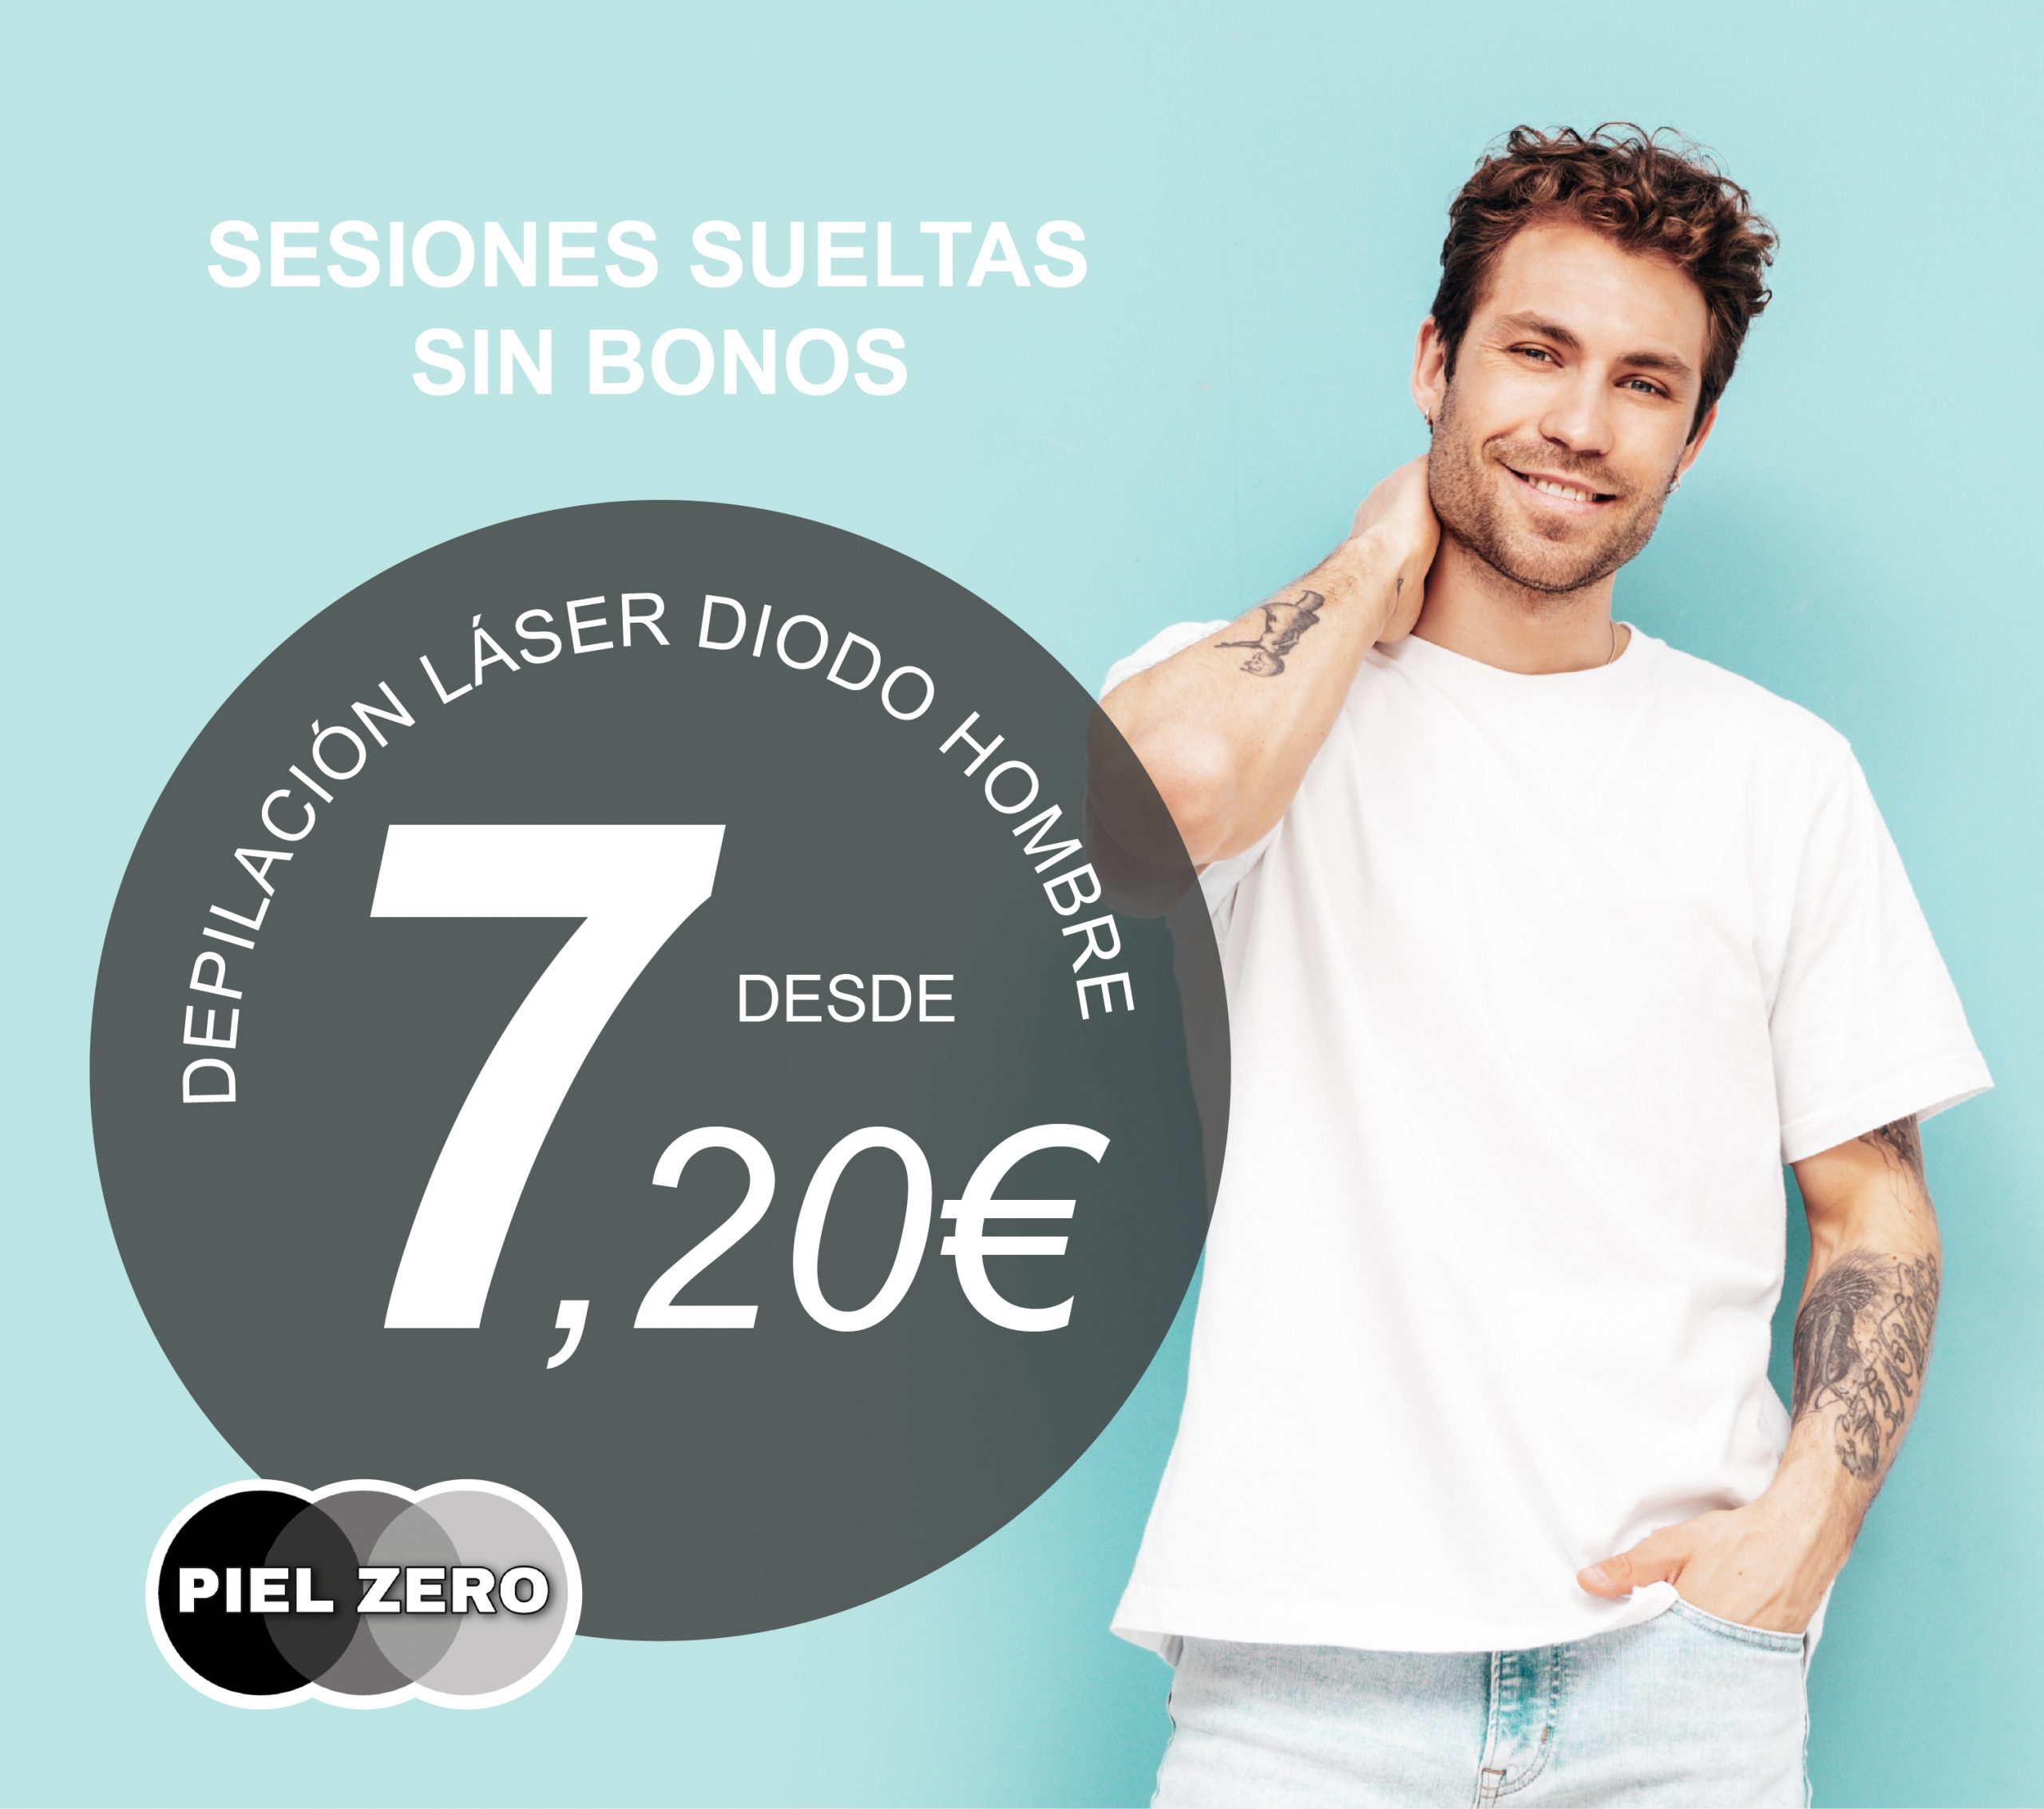 SESIONES SUELTAS
SIN BONOS
DEPILACIÓN LÁSER DIODO HOMBRE
DESDE
7,20€
PIEL ZERO